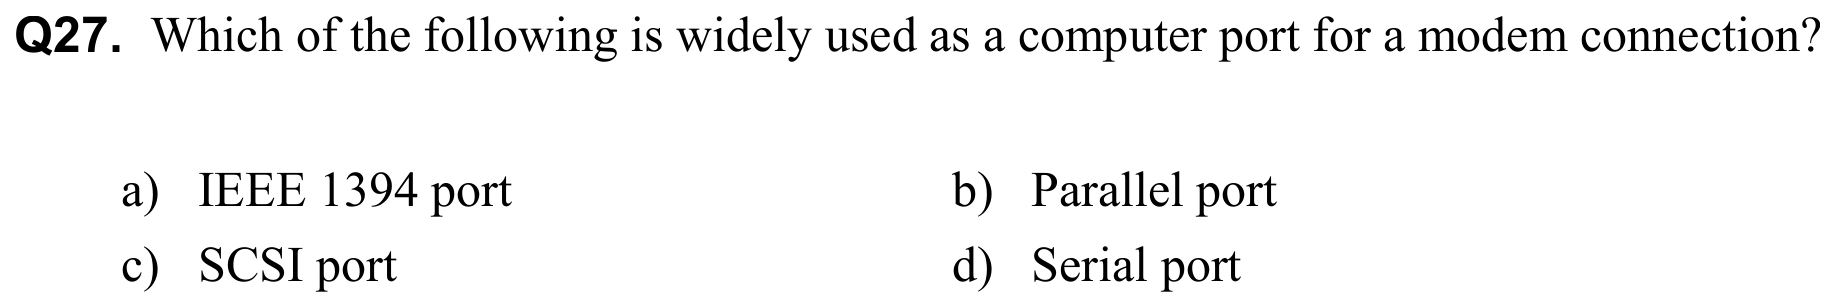 Q27. Which of the following is widely used as a computer port for a modem connection?
a) IEEE 1394 port b) Parallel port
c) SCSI port d) Serial port